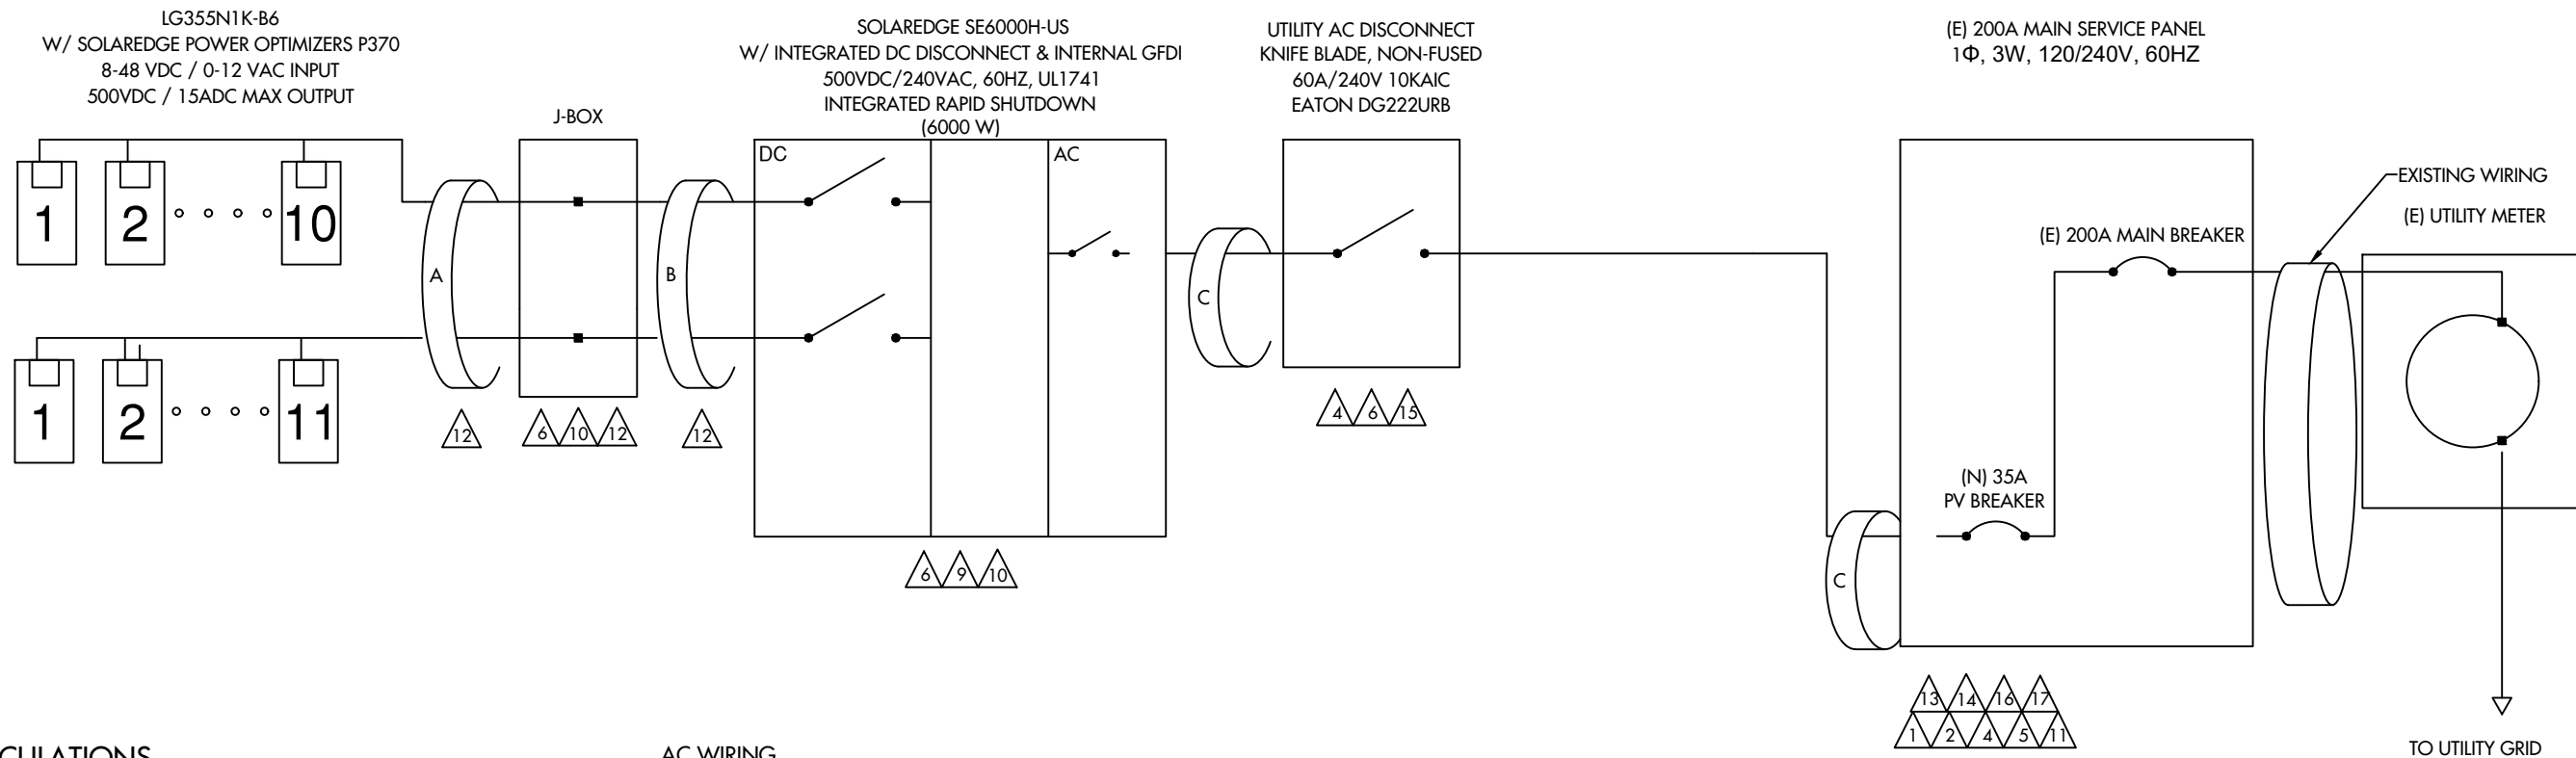 LG355N1K-B6
W/ SOLAREDGE POWER OPTIMIZERS P370
8-48 VDC / 0-12 VAC INPUT
500VDC / 15ADC MAX OUTPUT
J-BOX
SOLAREDGE SE6000H-US
W/ INTEGRATED DC DISCONNECT & INTERNAL GFDI
500VDC/240VAC, 60HZ, UL1741
INTEGRATED RAPID SHUTDOWN
(6000 W)
UTILITY AC DISCONNECT
KNIFE BLADE, NON-FUSED
60A/240V 10KAIC
EATON DG222URB
(E) 200A MAIN SERVICE PANEL
1Φ, 3W, 120/240V, 60HZ
DC
AC
EXISTING WIRING
(E) UTILITY METER
(E) 200A MAIN BREAKER
1 2 10
A
B
C
1 2 11
12
6 10 12
12
4 6 15
(N) 35A
PV BREAKER
6 9 10
C
13 14 16 17
1 2 4 5 11
TO UTILITY GRID
AC WIRING